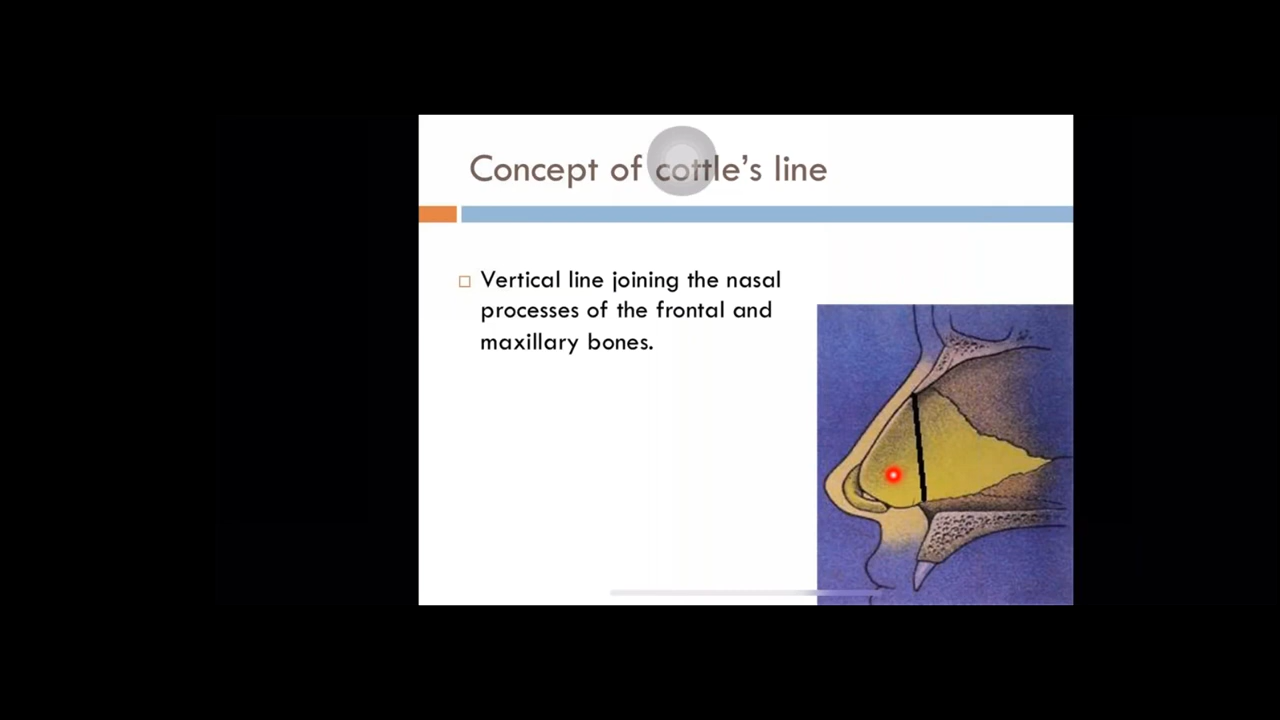 Concept of cottle's line
Vertical line joining the nasal
processes of the frontal and
maxillary bones.